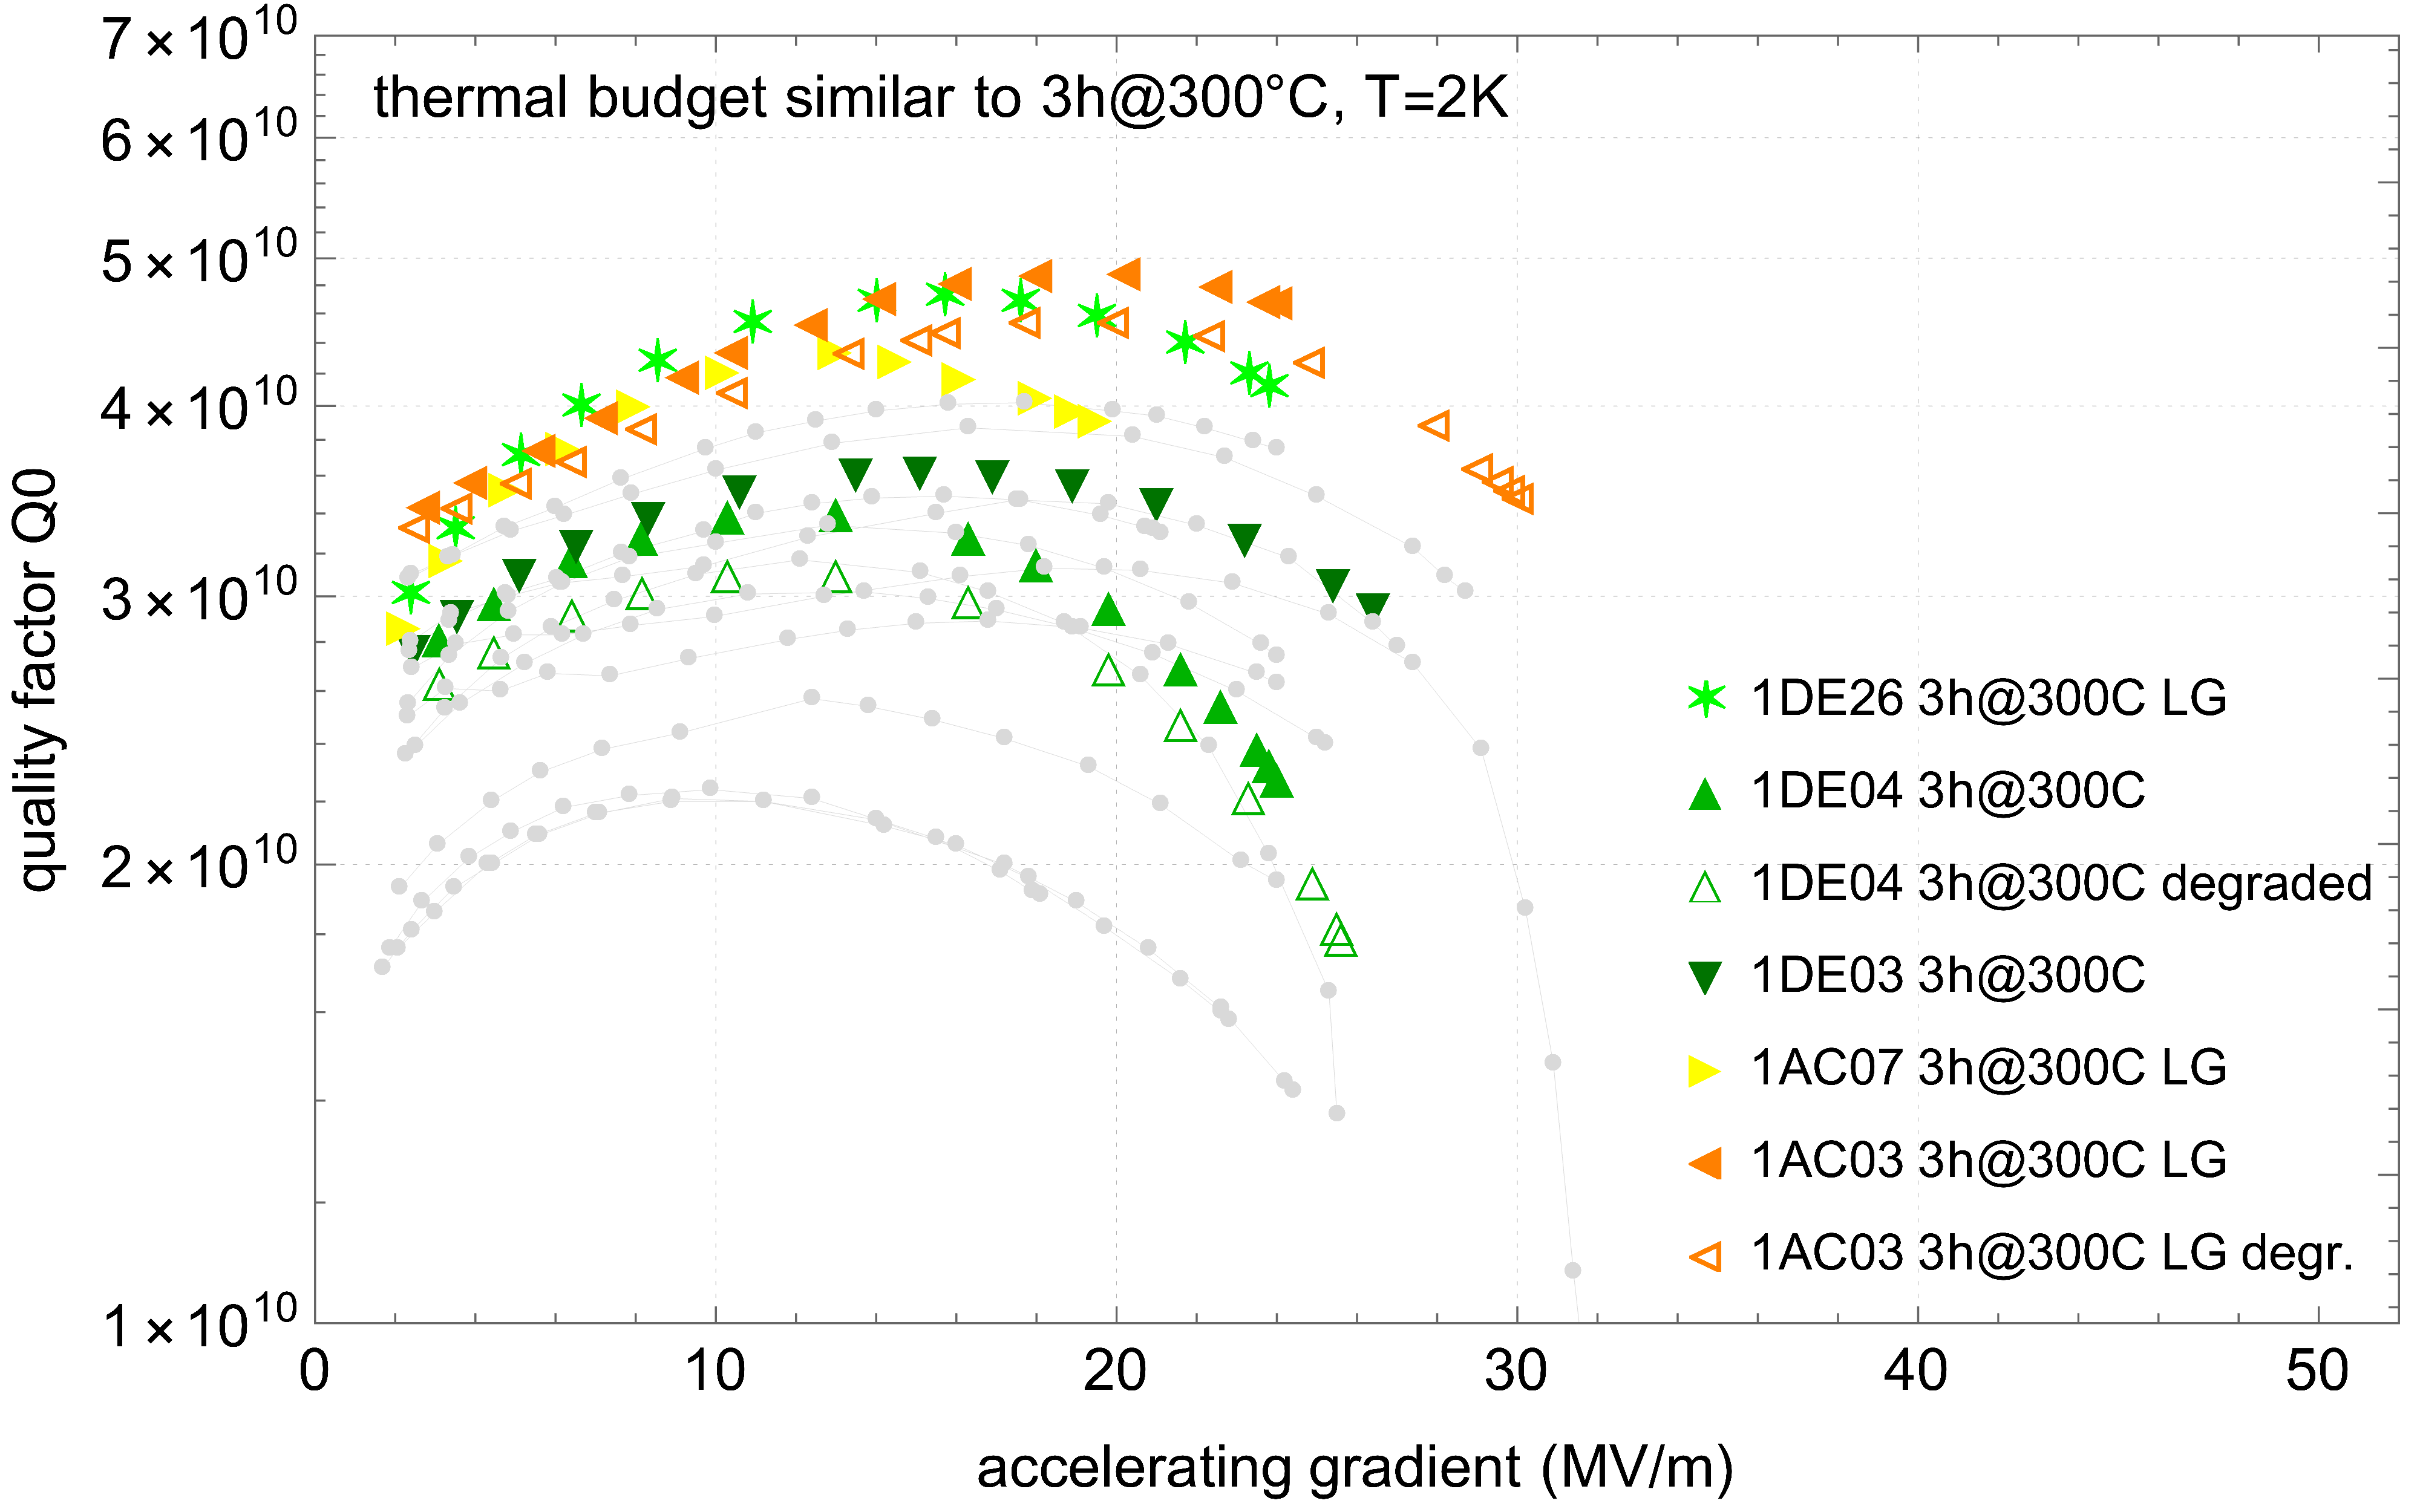 thermal budget similar to 3h@300°C, T=2K
7×10^10
6×10^10
5×10^10
4×10^10
3×10^10
2×10^10
1×10^10
quality factor Q0
1DE26 3h@300C LG
1DE04 3h@300C
1DE04 3h@300C degraded
1DE03 3h@300C
1AC07 3h@300C LG
1AC03 3h@300C LG
1AC03 3h@300C LG degr.
0 10 20 30 40 50
accelerating gradient (MV/m)